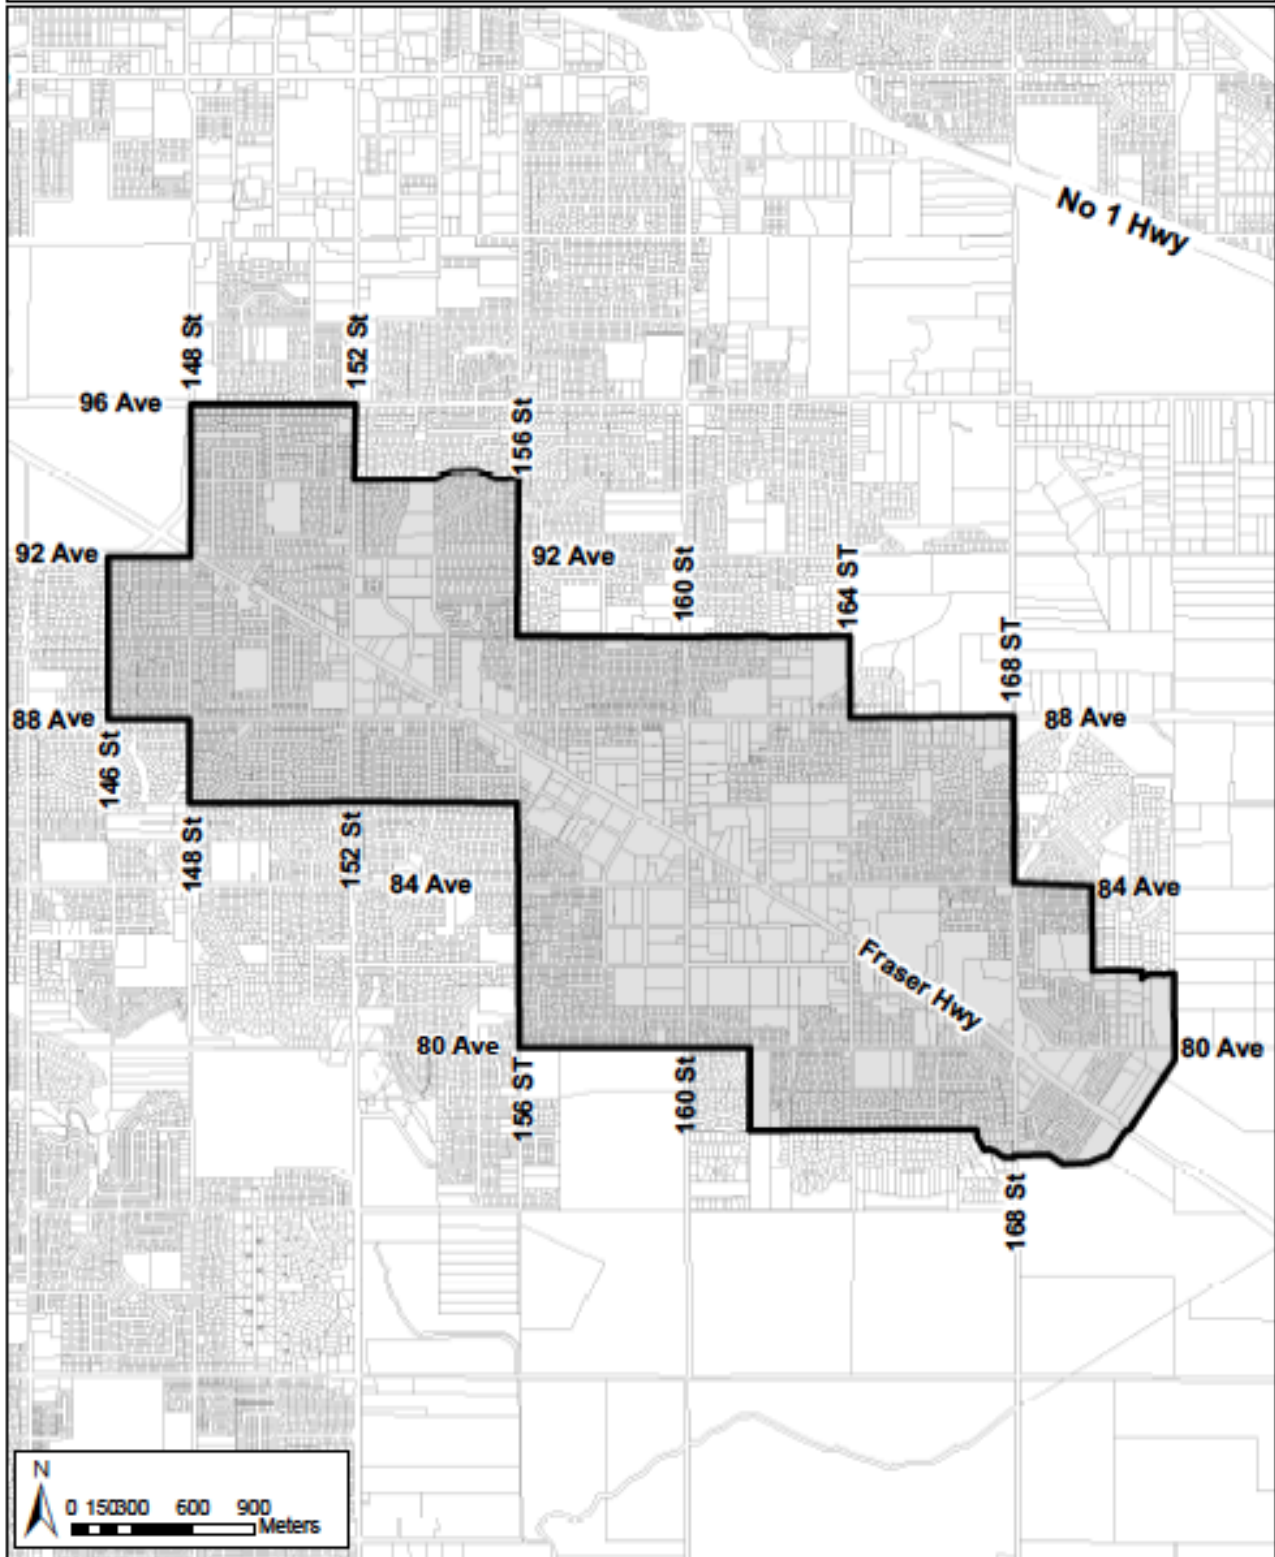 No 1 Hwy
148 St
152 St
96 Ave
156 St
92 Ave
92 Ave
160 St
164 ST
168 ST
88 Ave
88 Ave
146 St
148 St
152 St
84 Ave
84 Ave
Fraser Hwy
80 Ave
80 Ave
156 ST
160 St
168 St
N
0 150300 600 900
Meters